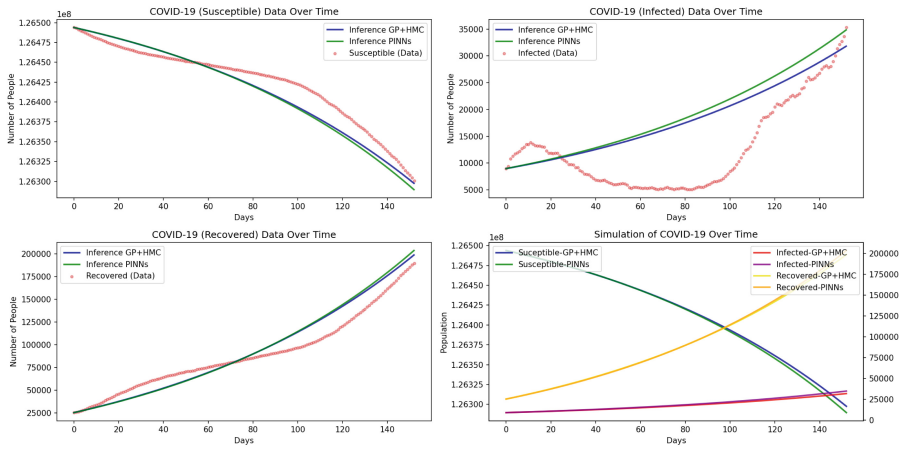 COVID-19 (Susceptible) Data Over Time
1e8
1.26500
1.26475
1.26450
1.26425
1.26400
1.26375
1.26350
1.26325
1.26300
Number of People
Inference GP+HMC
Inference PINNs
Susceptible (Data)
0 20 40 60 80 100 120 140
Days
COVID-19 (Infected) Data Over Time
35000
30000
25000
20000
15000
10000
5000
Number of People
Inference GP+HMC
Inference PINNs
Infected (Data)
0 20 40 60 80 100 120 140
Days
COVID-19 (Recovered) Data Over Time
200000
175000
150000
125000
100000
75000
50000
25000
Number of People
Inference GP+HMC
Inference PINNs
Recovered (Data)
0 20 40 60 80 100 120 140
Days
Simulation of COVID-19 Over Time
1e8
1.26500
1.26475
1.26450
1.26425
1.26400
1.26375
1.26350
1.26325
1.26300
Population
Suceptible-GP+HMC
Susceptible-PINNs
Infected-GP+HMC
Infected-PINNs
Recovered-GP+HMC
Recovered-PINNs
200000
175000
150000
125000
100000
75000
50000
25000
0
0 20 40 60 80 100 120 140
Days